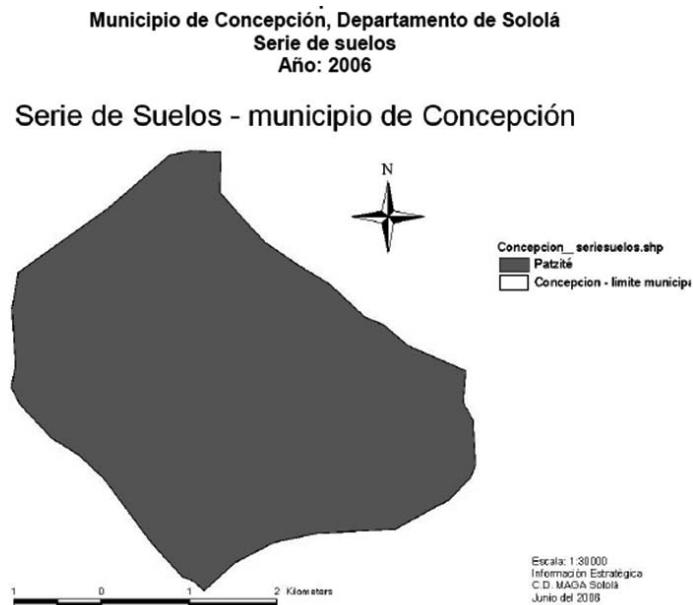 Municipio de Concepción, Departamento de Sololá
Serie de suelos
Año: 2006
Serie de Suelos - municipio de Concepción
N
Concepcion_seriesuelos.shp
Patzité
Concepcion - limite municipa
1 0 1 2 Kilometers
Escala: 1:30000
Información Estratégica
C.D. MAGA Sololá
Junio del 2006